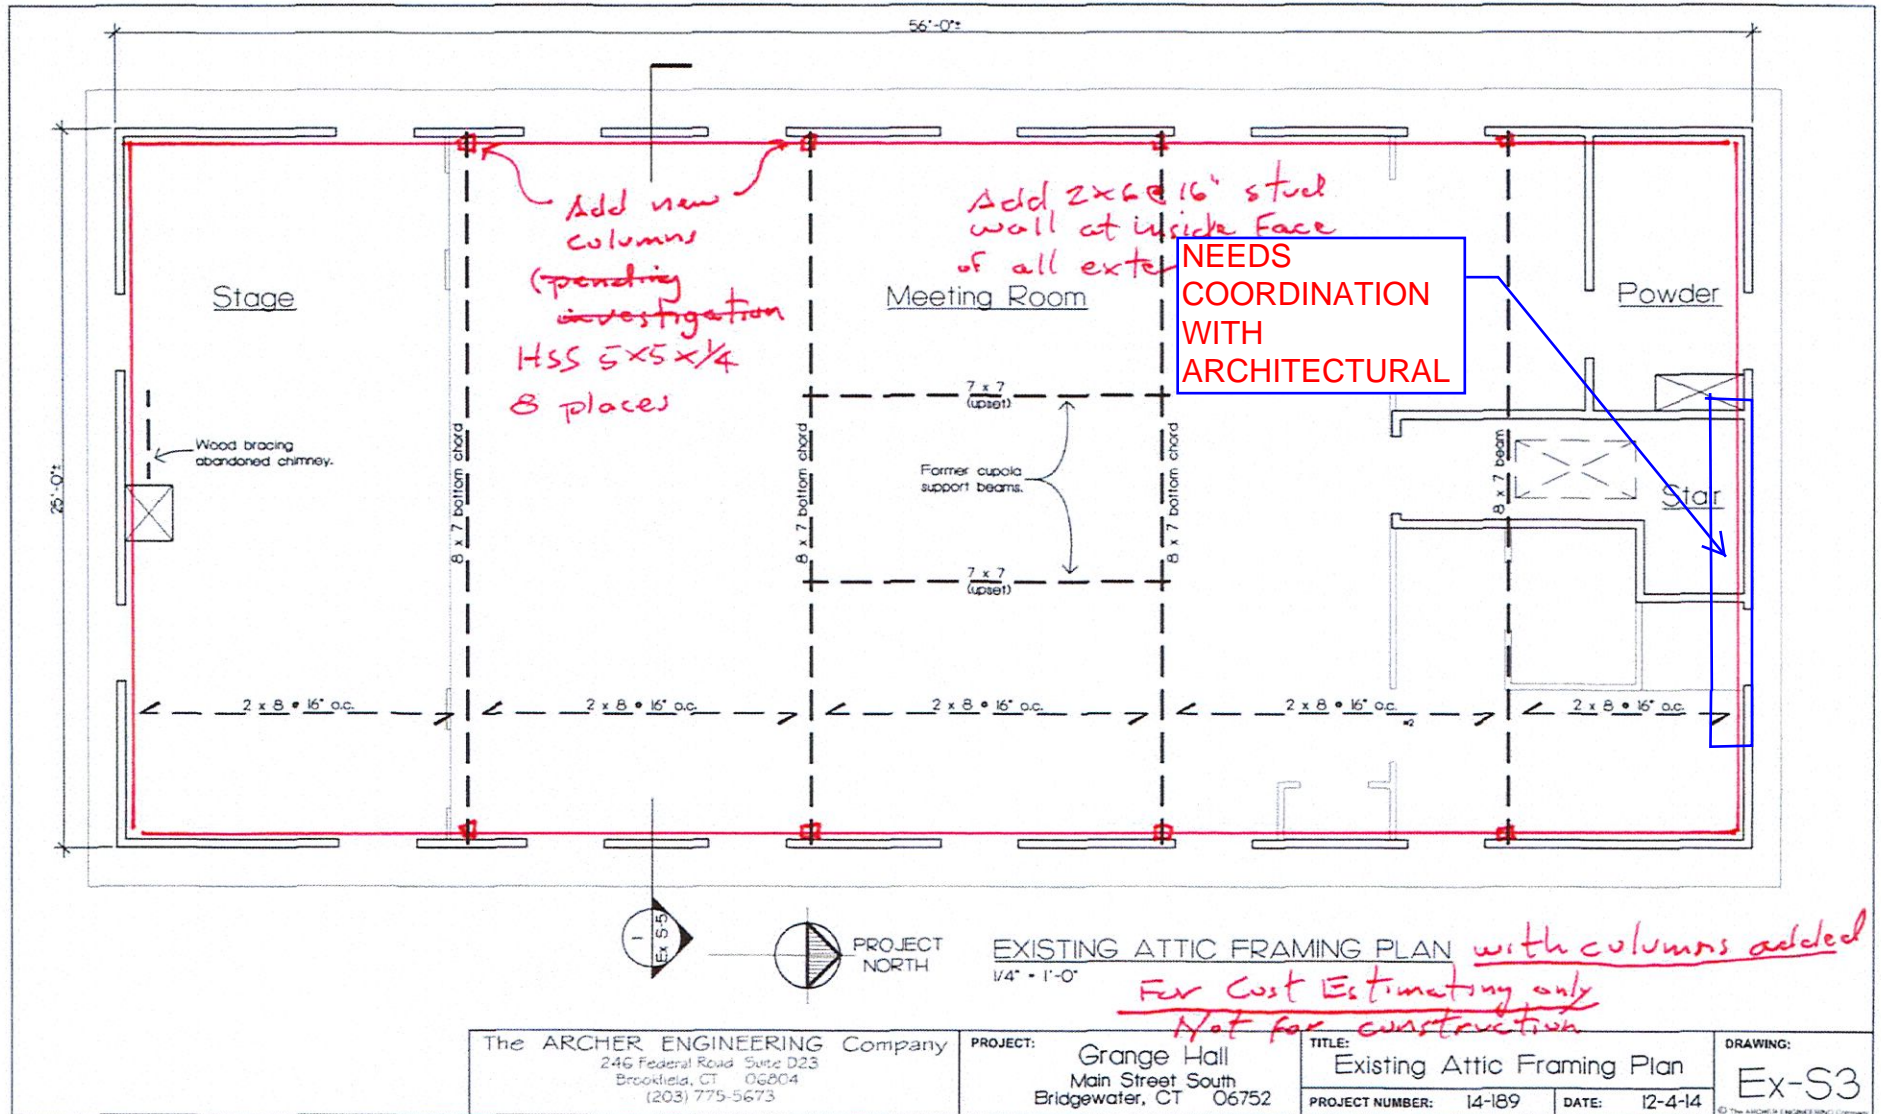 56'-0"±
Add new
columns
(pending
investigation
HSS 5x5x1/4
8 places
Add 2x6@16" stud
wall at inside Face
of all exte
NEEDS
COORDINATION
WITH
ARCHITECTURAL
Stage
Meeting Room
Powder
Wood bracing
abandoned chimney.
25'-0"±
7 x 7
(upset)
Former cupola
support beams.
7 x 7
(upset)
8 x 7 bottom chord
8 x 7 bottom chord
8 x 7 bottom chord
8 x 7 beam
Stair
2 x 8 @ 16" o.c.
2 x 8 @ 16" o.c.
2 x 8 @ 16" o.c.
2 x 8 @ 16" o.c.
#2
2 x 8 @ 16" o.c.
1
Ex S-5
PROJECT
NORTH
EXISTING ATTIC FRAMING PLAN with columns added
1/4" = 1'-0"
For Cost Estimating only
Not for construction
The ARCHER ENGINEERING Company
246 Federal Road Suite D23
Brookfield, CT 06804
(203) 775-5673
PROJECT:
Grange Hall
Main Street South
Bridgewater, CT 06752
TITLE:
Existing Attic Framing Plan
PROJECT NUMBER: 14-189
DATE: 12-4-14
DRAWING:
Ex-S3
© The ARCHER ENGINEERING Company